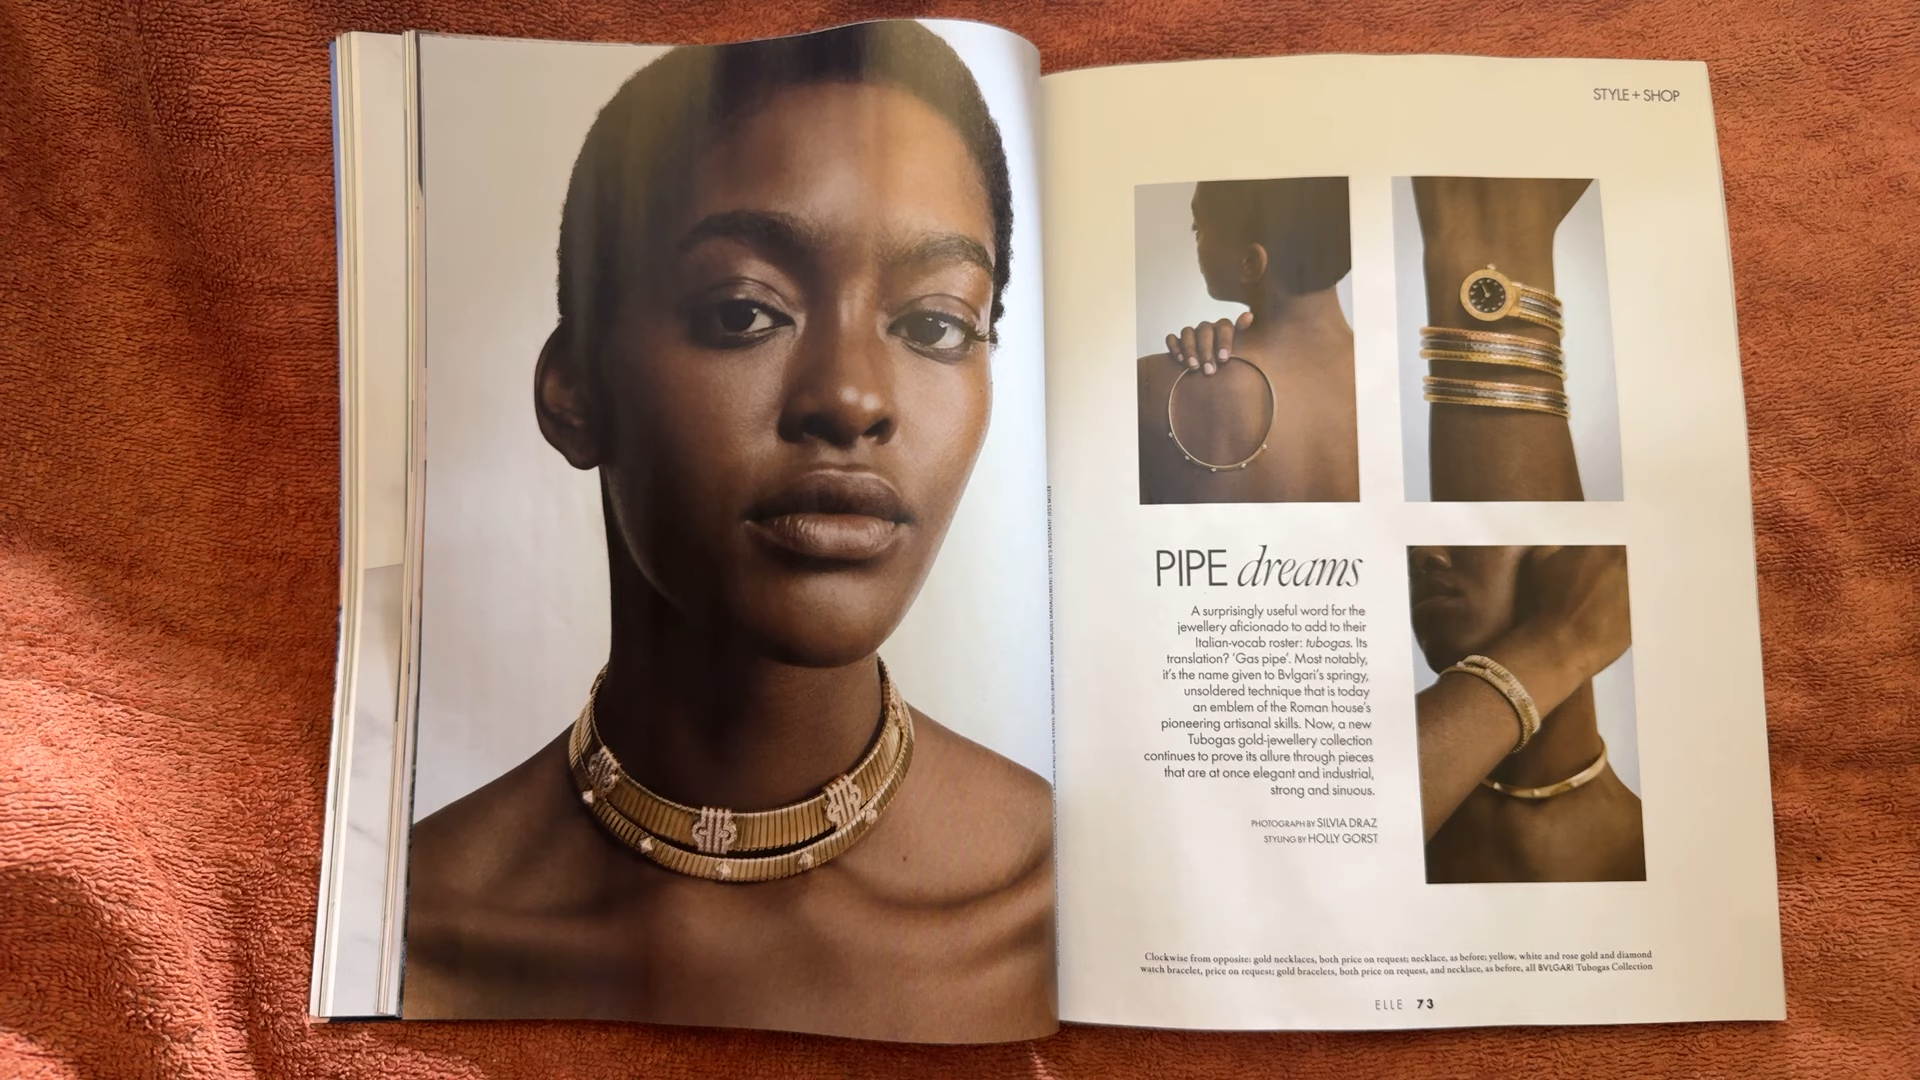 STYLE + SHOP
PIPE dreams
A surprisingly useful word for the
jewellery aficionado to add to their
Italian-vocab roster: tubogas. Its
translation? ‘Gas pipe’. Most notably,
it’s the name given to Bvlgari’s springy,
unsoldered technique that is today
an emblem of the Roman house’s
pioneering artisanal skills. Now, a new
Tubogas gold-jewellery collection
continues to prove its allure through pieces
that are at once elegant and industrial,
strong and sinuous.
PHOTOGRAPH BY SILVIA DRAZ
STYLING BY HOLLY GORST
Clockwise from opposite: gold necklaces, both price on request; necklace, as before; yellow, white and rose gold and diamond
watch bracelet, price on request; gold bracelets, both price on request, and necklace, as before, all BVLGARI Tubogas Collection
ELLE 73